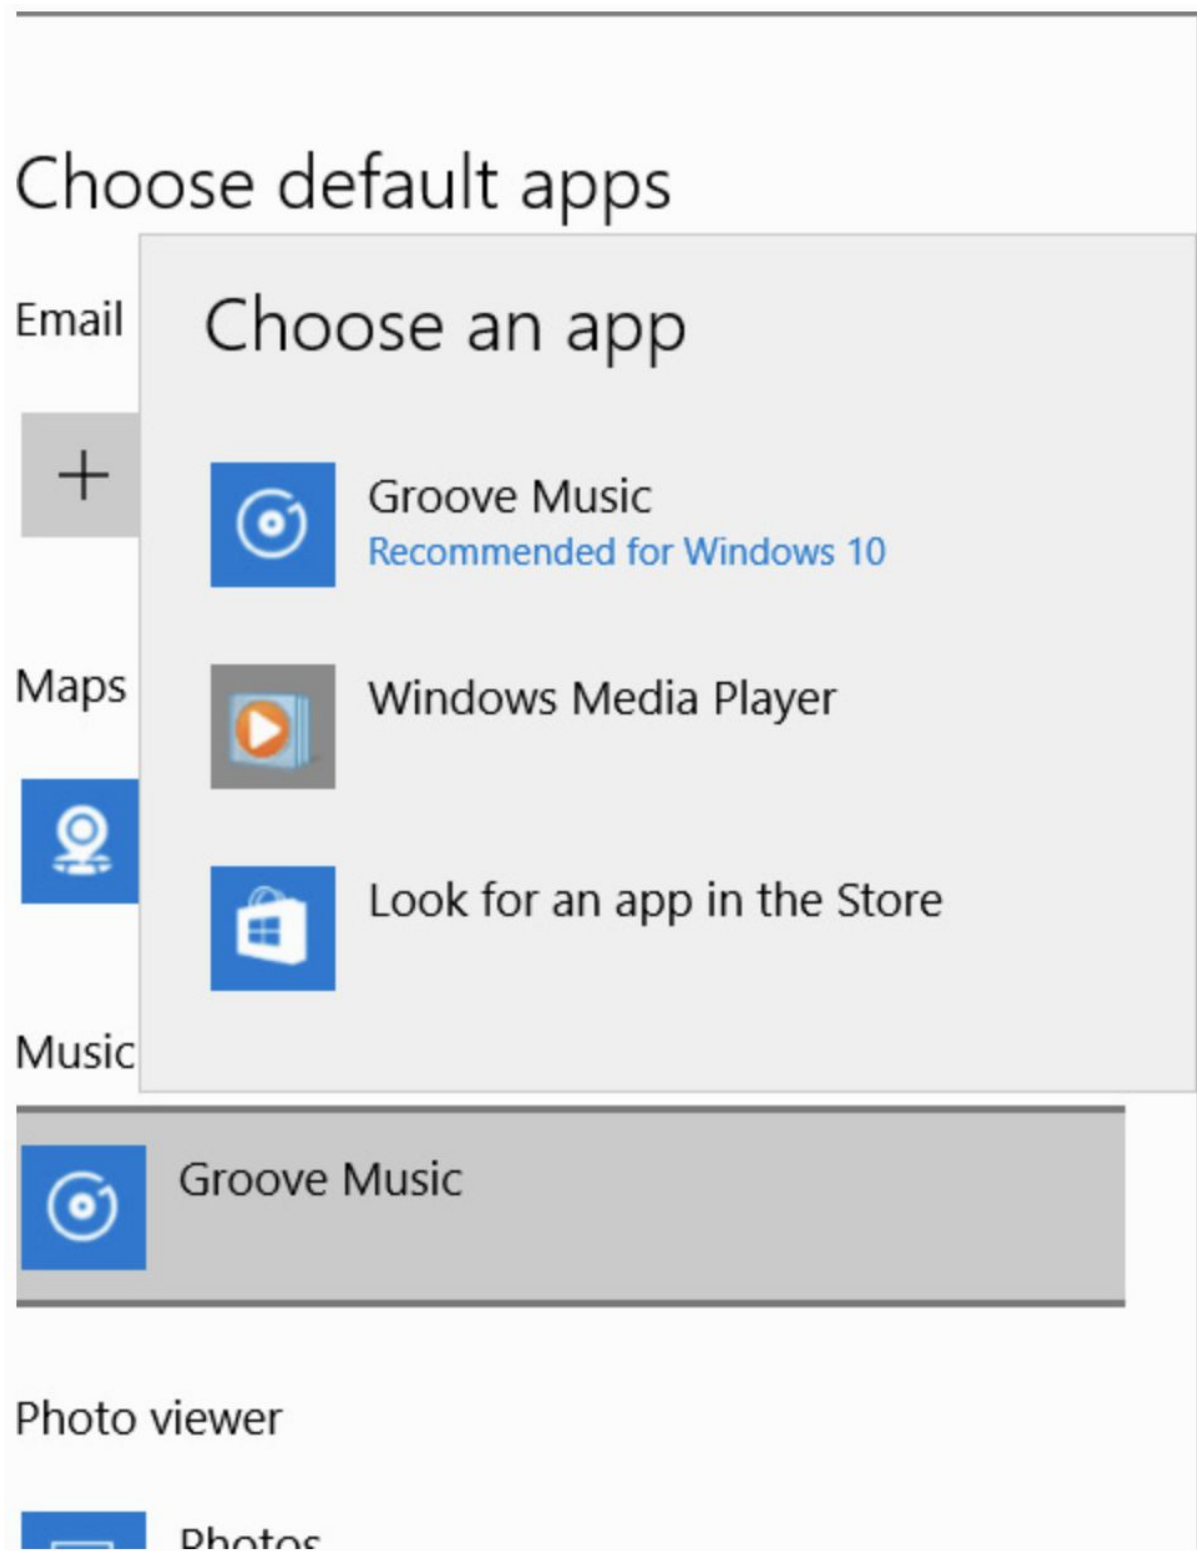 Choose default apps
Email
Choose an app
Groove Music
Recommended for Windows 10
Maps
Windows Media Player
Look for an app in the Store
Music
Groove Music
Photo viewer
Photos